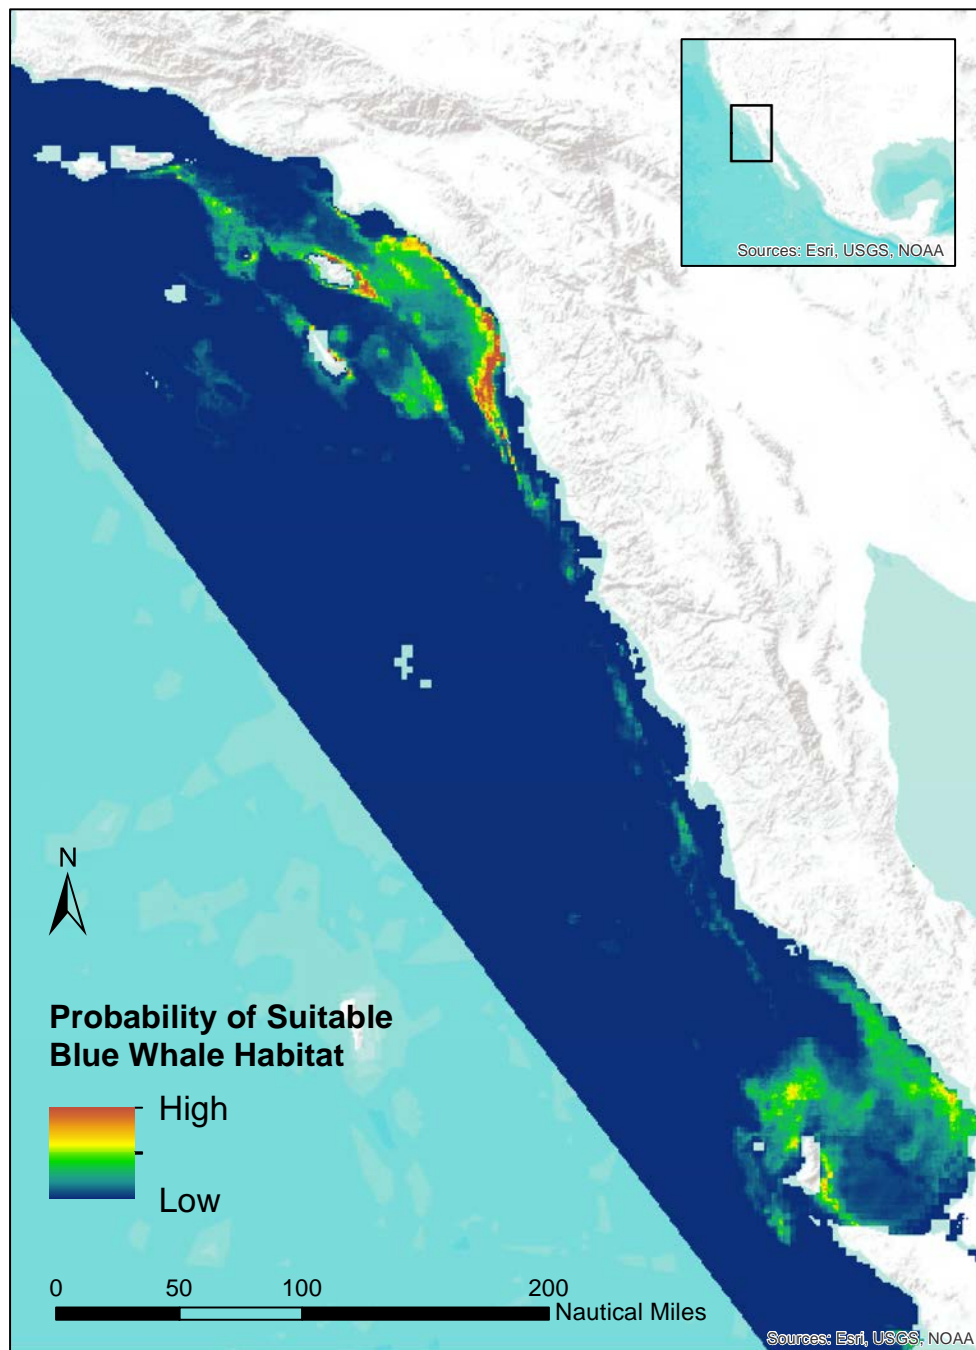 Sources: Esri, USGS, NOAA
N
Probability of Suitable
Blue Whale Habitat
High
Low
0 50 100 200
Nautical Miles
Sources: Esri, USGS, NOAA